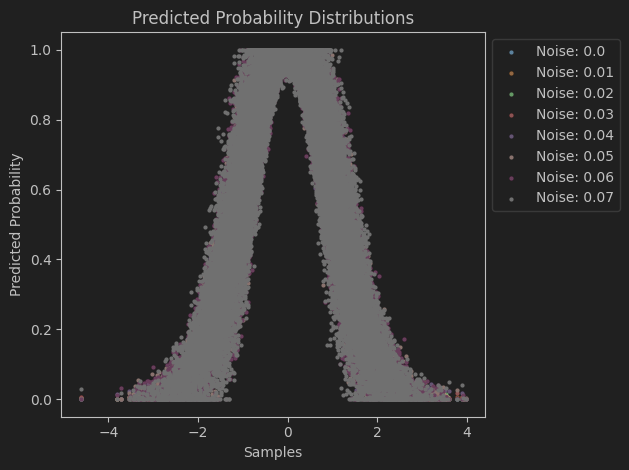 Predicted Probability Distributions
1.0
0.8
0.6
0.4
0.2
0.0
Predicted Probability
−4
−2
0
2
4
Samples
Noise: 0.0
Noise: 0.01
Noise: 0.02
Noise: 0.03
Noise: 0.04
Noise: 0.05
Noise: 0.06
Noise: 0.07